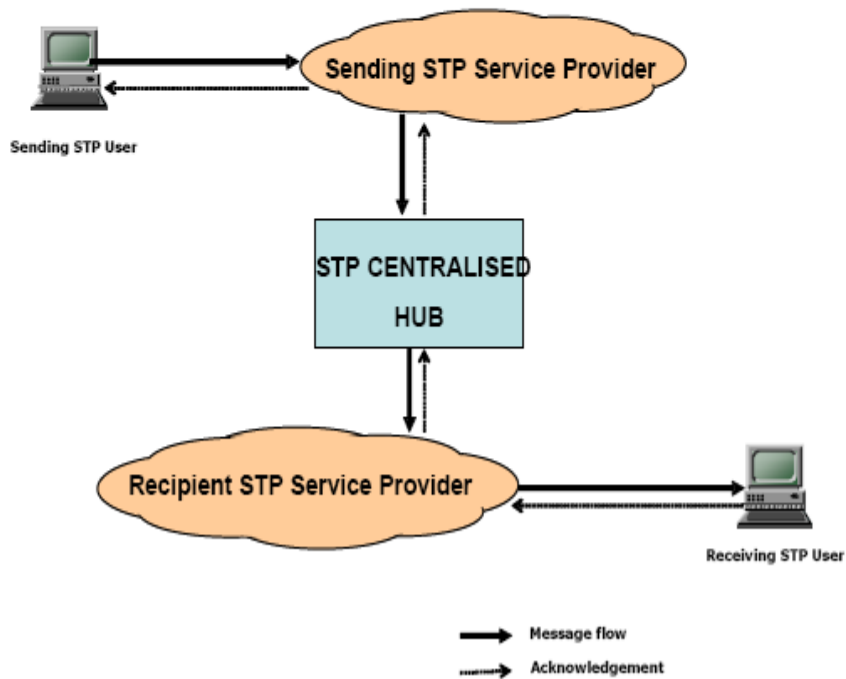 Sending STP Service Provider
Sending STP User
STP CENTRALISED
HUB
Recipient STP Service Provider
Receiving STP User
Message flow
Acknowledgement